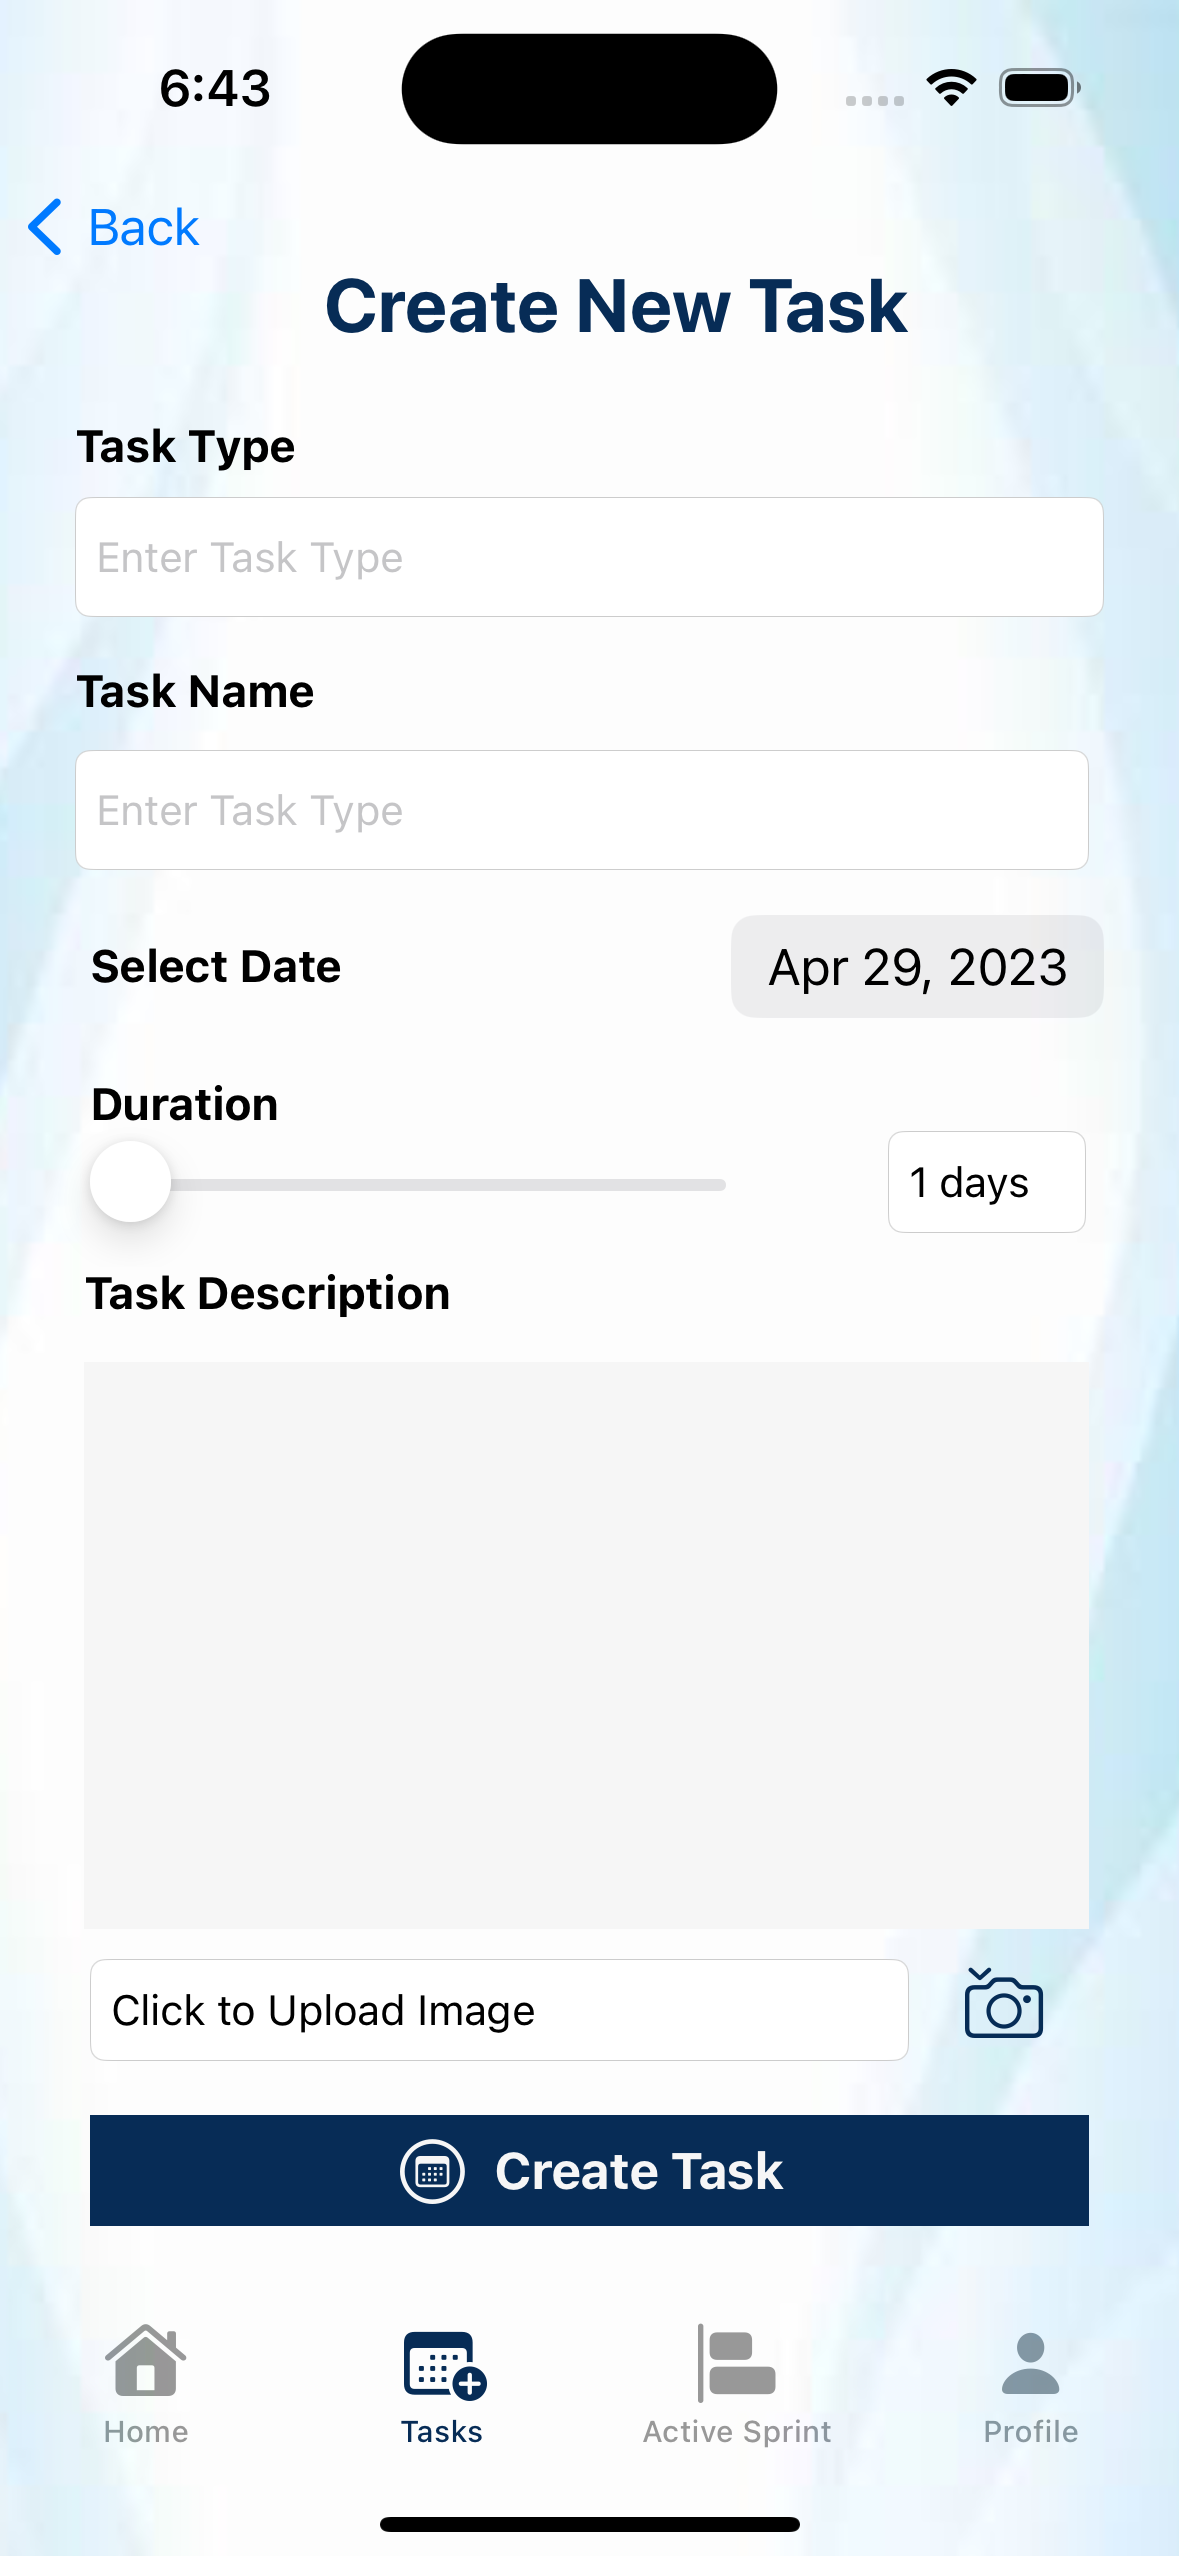 6:43
Back
Create New Task
Task Type
Enter Task Type
Task Name
Enter Task Type
Select Date
Apr 29, 2023
Duration
1 days
Task Description
Click to Upload Image
Create Task
Home
Tasks
Active Sprint
Profile